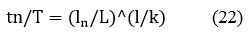 tn/T = (lₙ/L)^(l/k) (22)